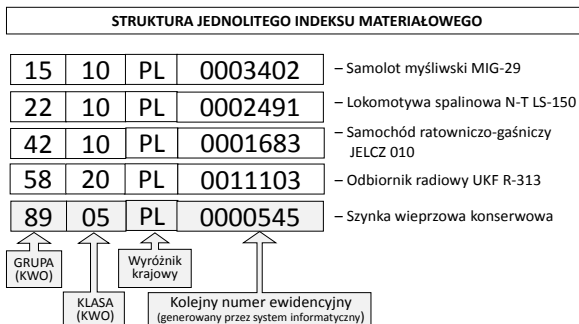 STRUKTURA JEDNOLITEGO INDEKSU MATERIAŁOWEGO
15 10 PL 0003402 – Samolot myśliwski MIG-29
22 10 PL 0002491 – Lokomotywa spalinowa N-T LS-150
42 10 PL 0001683 – Samochód ratowniczo-gaśniczy
JELCZ 010
58 20 PL 0011103 – Odbiornik radiowy UKF R-313
89 05 PL 0000545 – Szynka wieprzowa konserwowa
GRUPA
(KWO)
Wyróżnik
krajowy
KLASA
(KWO)
Kolejny numer ewidencyjny
(generowany przez system informatyczny)